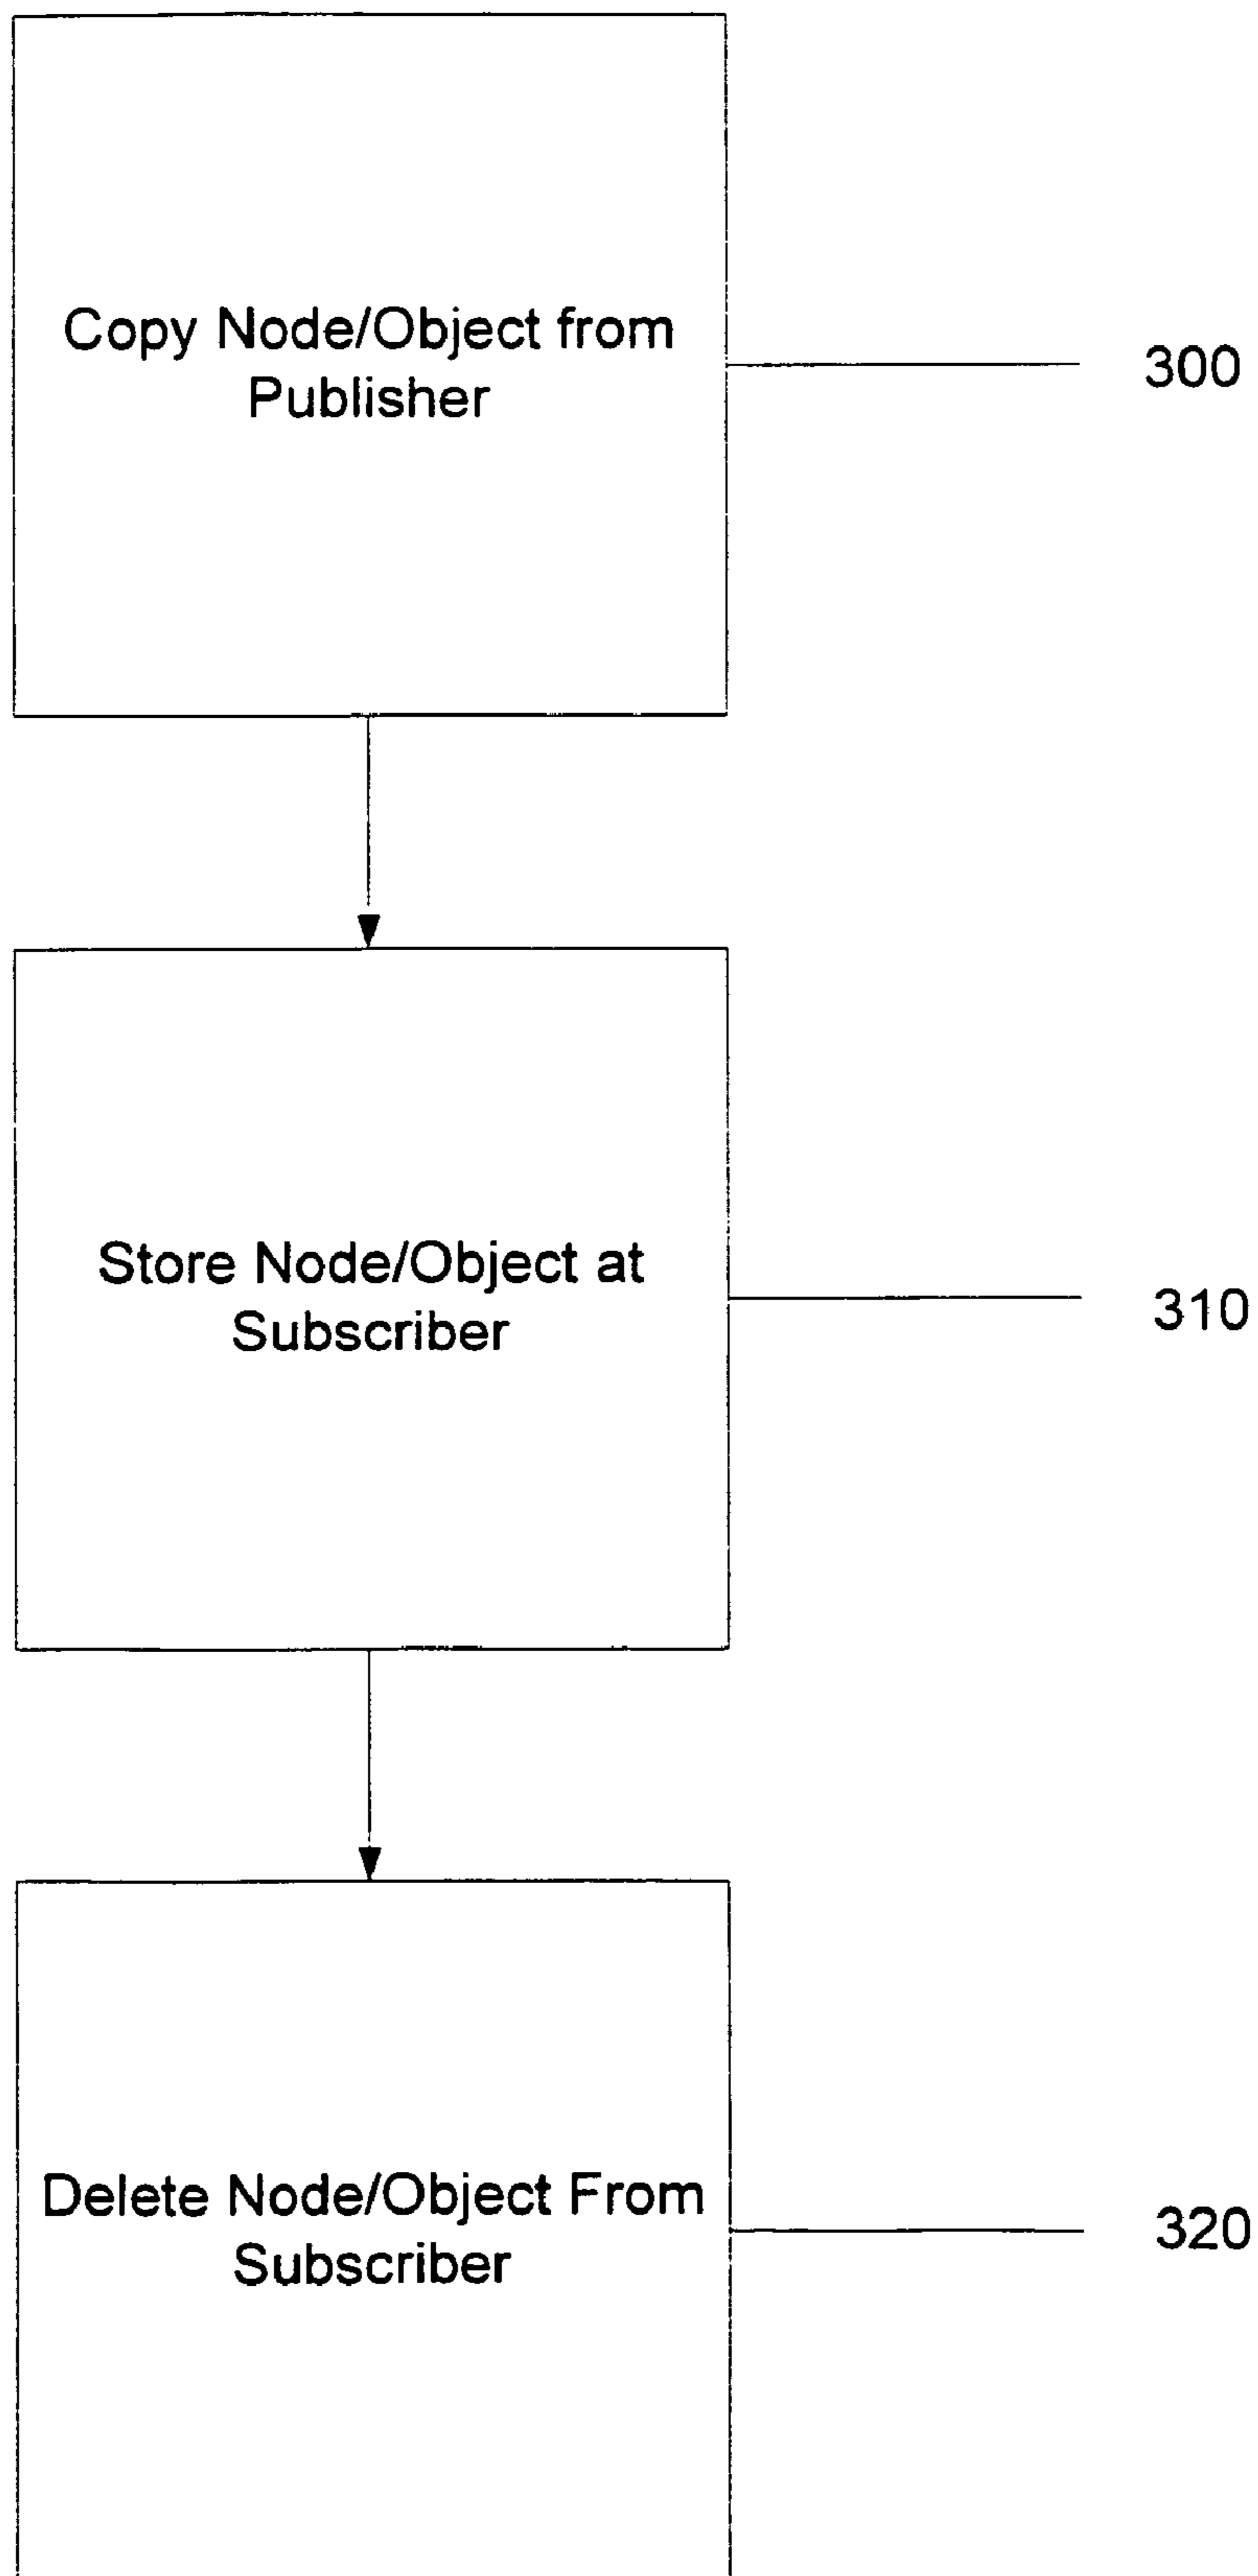 Copy Node/Object from
Publisher
300
Store Node/Object at
Subscriber
310
Delete Node/Object From
Subscriber
320